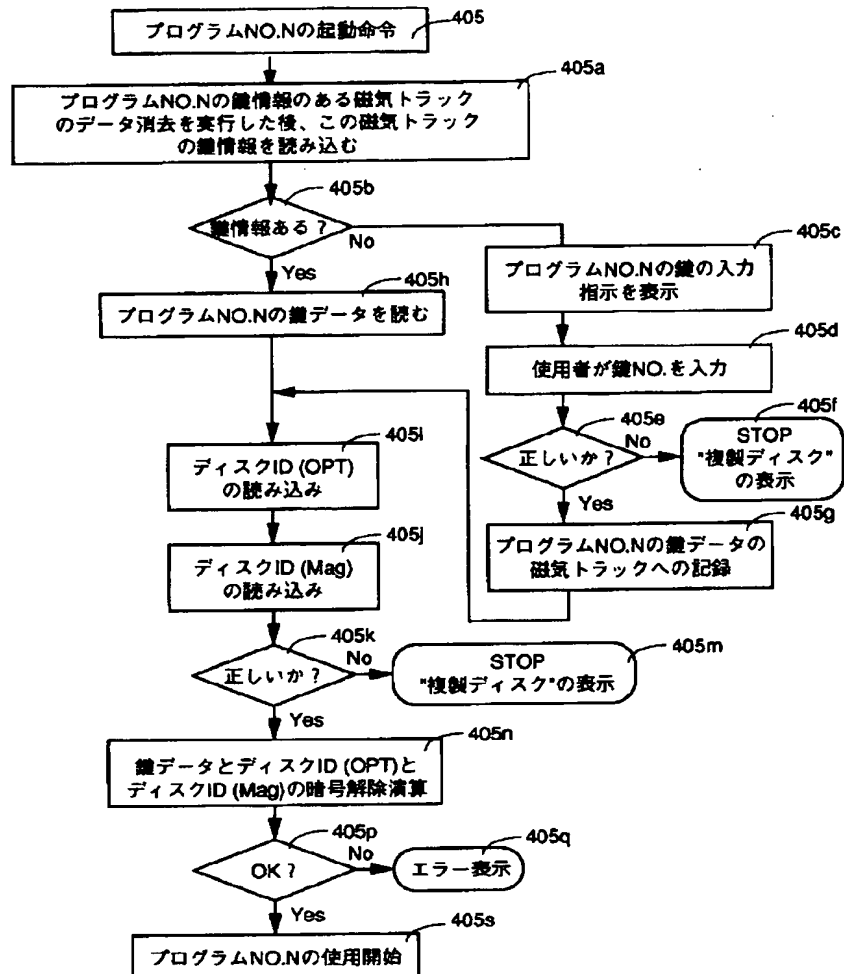 プログラムNO.Nの起動命令
405
405a
プログラムNO.Nの鍵情報のある磁気トラック
のデータ消去を実行した後、この磁気トラック
の鍵情報を読み込む
405b
鍵情報ある?
No
Yes
405c
プログラムNO.Nの鍵の入力
指示を表示
405h
プログラムNO.Nの鍵データを読む
405d
使用者が鍵NO.を入力
405e
正しいか?
No
Yes
405f
STOP
"複製ディスク"
の表示
405g
プログラムNO.Nの鍵データの
磁気トラックへの記録
405i
ディスクID (OPT)
の読み込み
405j
ディスクID (Mag)
の読み込み
405k
正しいか?
No
Yes
405m
STOP
"複製ディスク"の表示
405n
鍵データとディスクID (OPT)と
ディスクID (Mag)の暗号解除演算
405p
OK?
No
Yes
405q
エラー表示
405s
プログラムNO.Nの使用開始